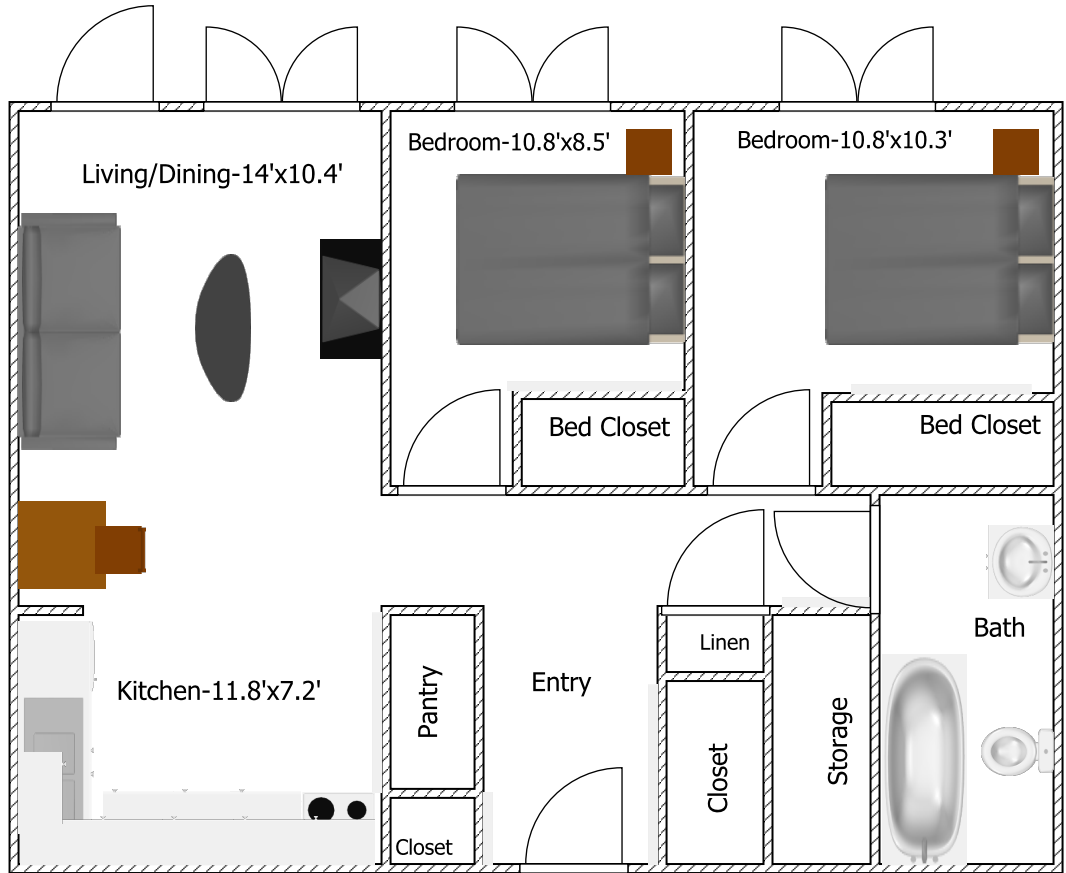 Bedroom-10.8'x8.5'
Bedroom-10.8'x10.3'
Living/Dining-14'x10.4'
Bed Closet
Bed Closet
Bath
Linen
Entry
Kitchen-11.8'x7.2'
Pantry
Storage
Closet
Closet